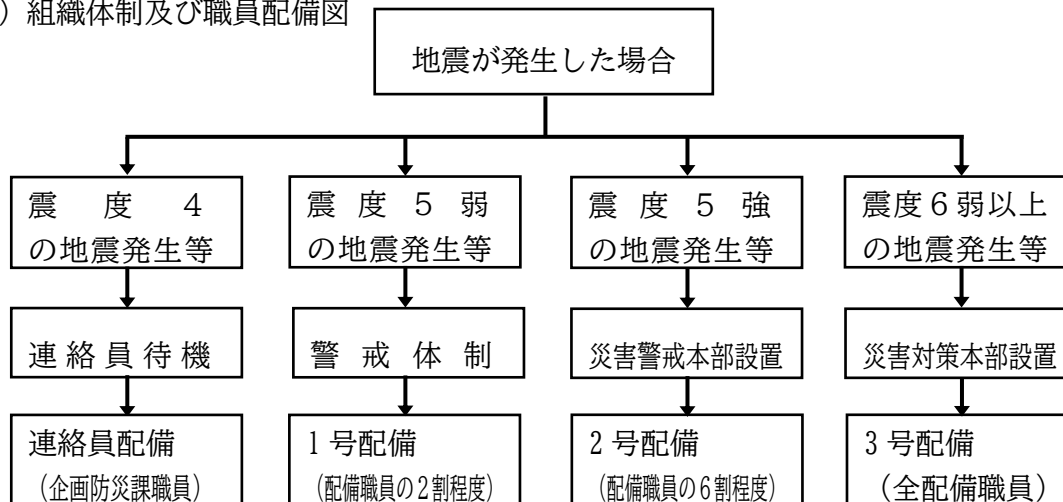 ）組織体制及び職員配備図
地震が発生した場合
震度４
の地震発生等
震度５弱
の地震発生等
震度５強
の地震発生等
震度６弱以上
の地震発生等
連絡員待機
警戒体制
災害警戒本部設置
災害対策本部設置
連絡員配備
（企画防災課職員）
1号配備
（配備職員の２割程度）
2号配備
（配備職員の６割程度）
3号配備
（全配備職員）